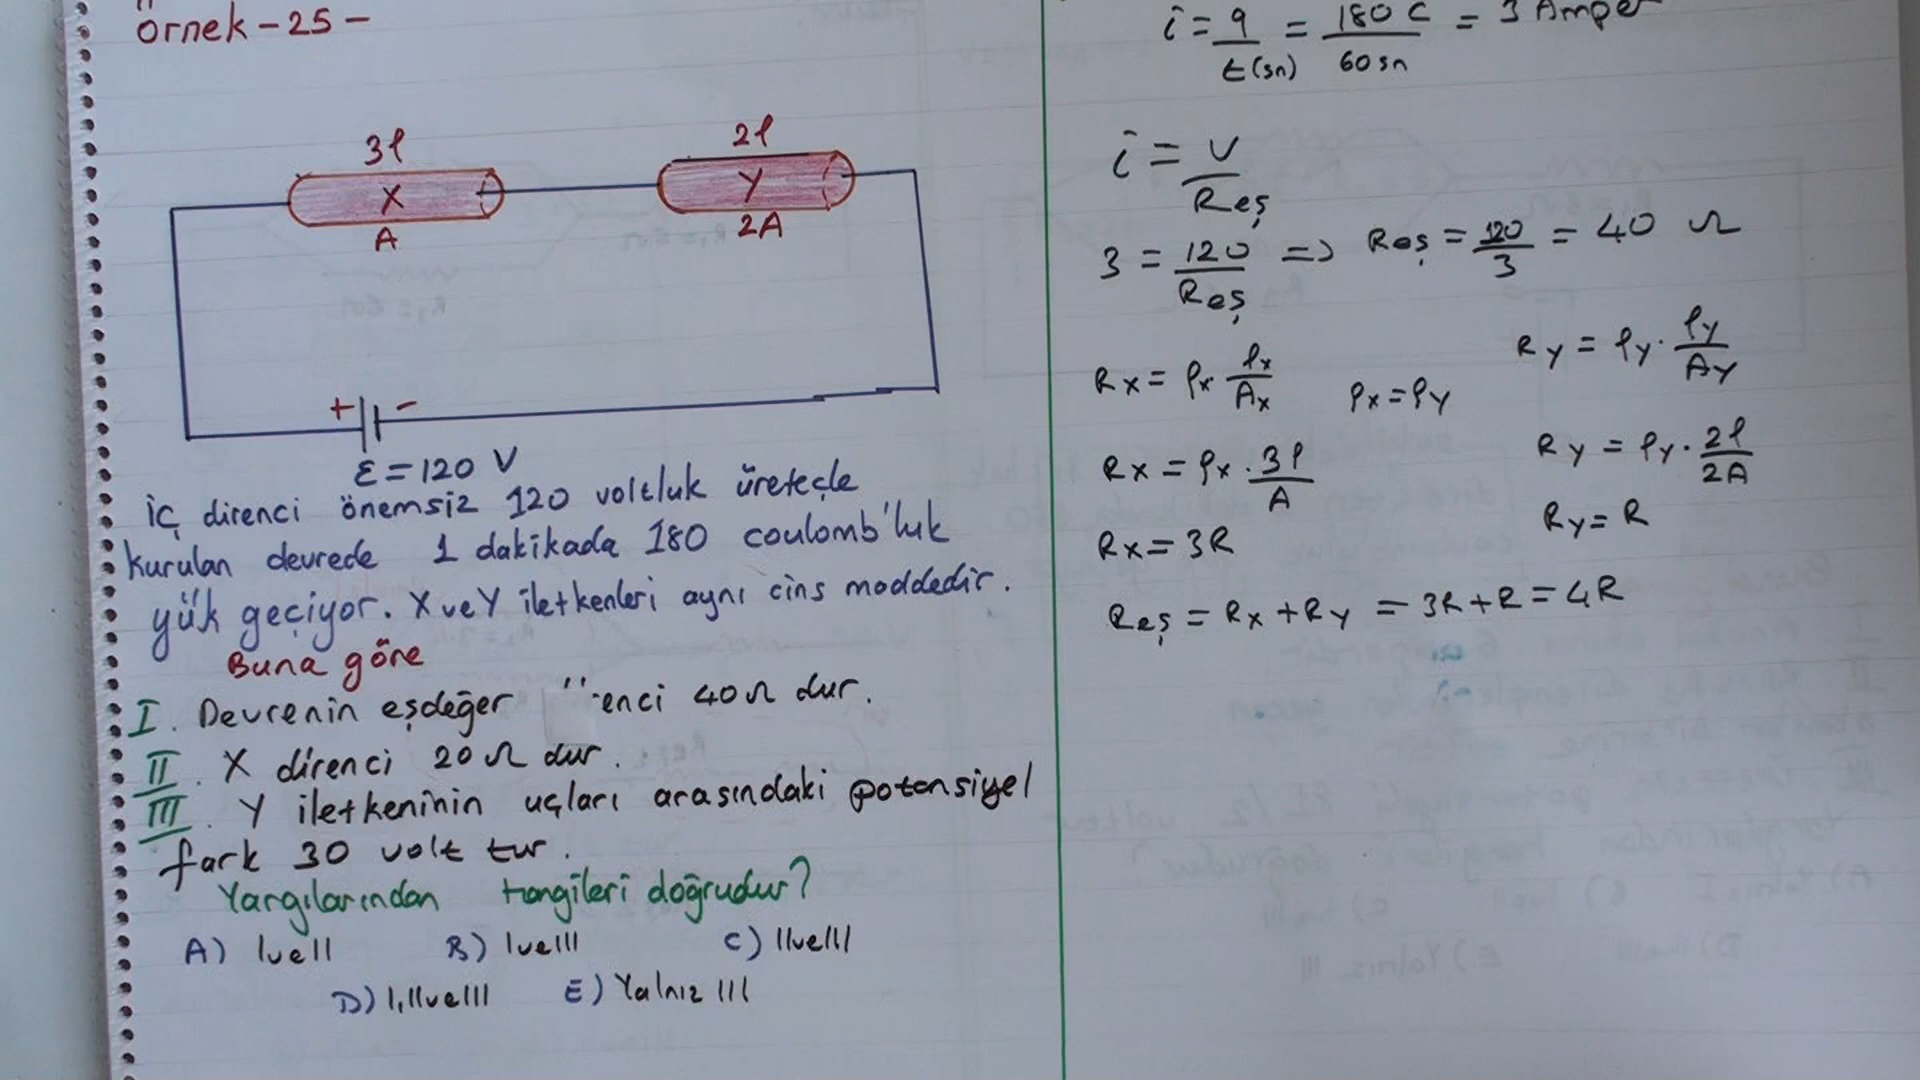 örnek - 25 -
3l
2l
X
Y
A
2A
+ -
ε = 120 V
iç direnci önemsiz 120 voltluk üreteçle
kurulan devrede 1 dakikada 180 coulomb'luk
yük geçiyor. X ve Y iletkenleri aynı cins maddedir.
Buna göre
I. Devrenin eşdeğer enci 40Ω dur.
II. X direnci 20Ω dur.
III. Y iletkeninin uçları arasındaki potansiyel
fark 30 volt tur.
Yargılarından hangileri doğrudur?
A) I ve II B) I ve III C) II ve III
D) I, II ve III E) Yalnız III
i = q / t(sn) = 180 C / 60 sn = 3 Amper
i = V / Reş
3 = 120 / Reş => Reş = 120 / 3 = 40 Ω
Rx = ρx · lx / Ax ρx = ρy Ry = ρy · ly / Ay
Rx = ρx · 3l / A Ry = ρy · 2l / 2A
Rx = 3R Ry = R
Reş = Rx + Ry = 3R + R = 4R